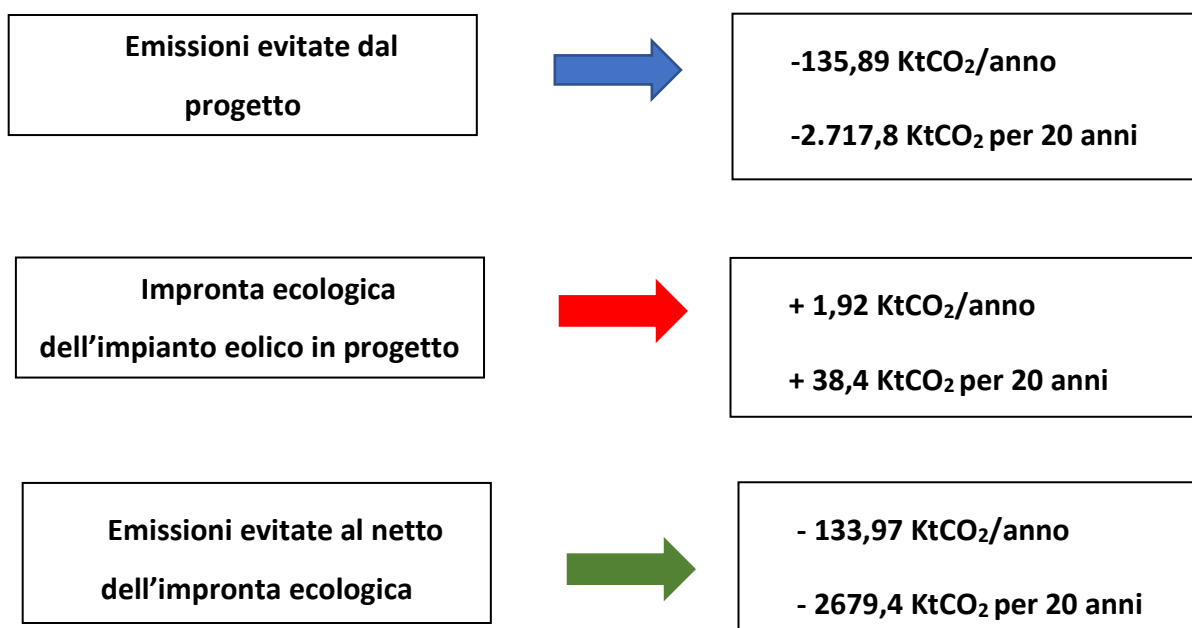 Emissioni evitate dal
progetto
-135,89 KtCO₂/anno
-2.717,8 KtCO₂ per 20 anni
Impronta ecologica
dell’impianto eolico in progetto
+ 1,92 KtCO₂/anno
+ 38,4 KtCO₂ per 20 anni
Emissioni evitate al netto
dell’impronta ecologica
- 133,97 KtCO₂/anno
- 2679,4 KtCO₂ per 20 anni